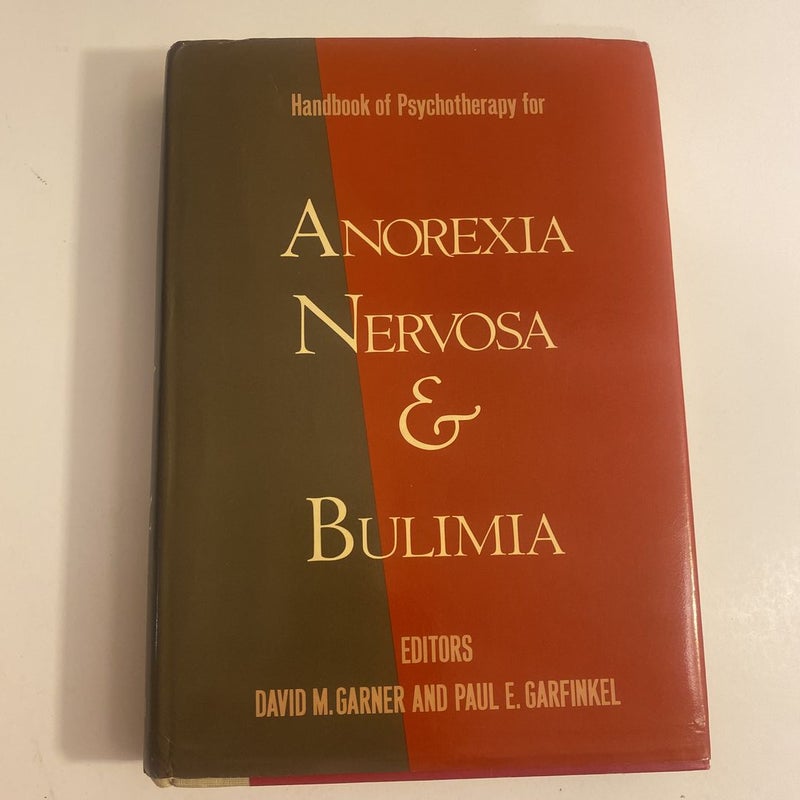 Handbook of Psychotherapy for
ANOREXIA
NERVOSA
&
BULIMIA
EDITORS
DAVID M. GARNER AND PAUL E. GARFINKEL